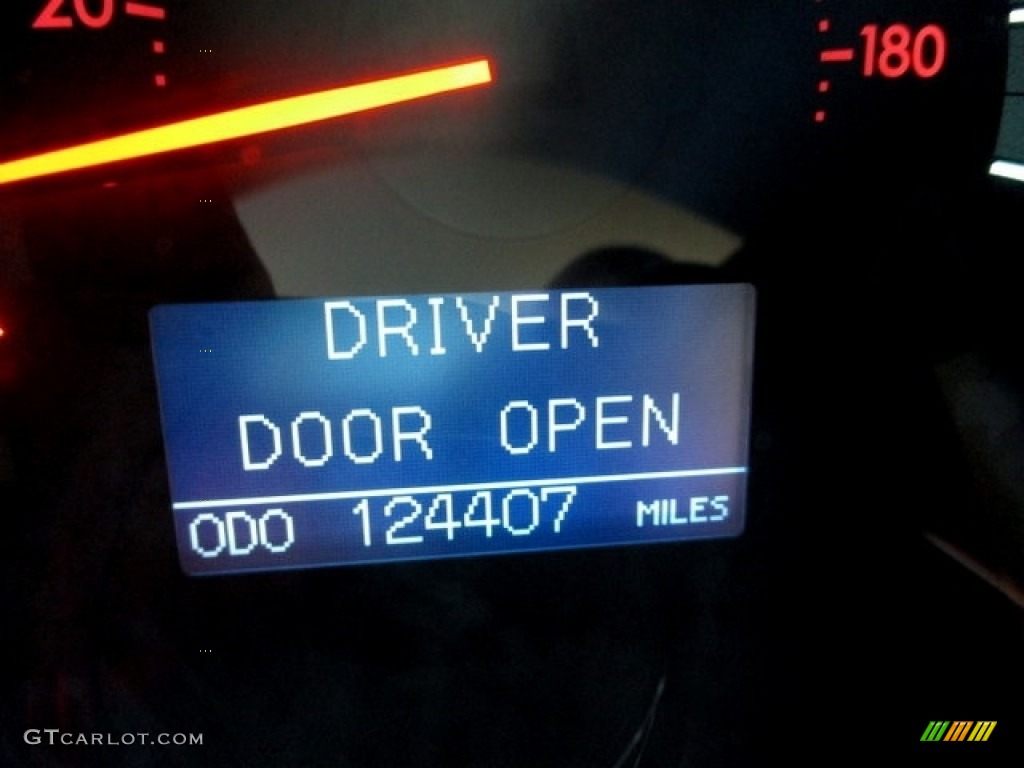 20
180
DRIVER
DOOR OPEN
ODO 124407 MILES
GTCARLOT.COM